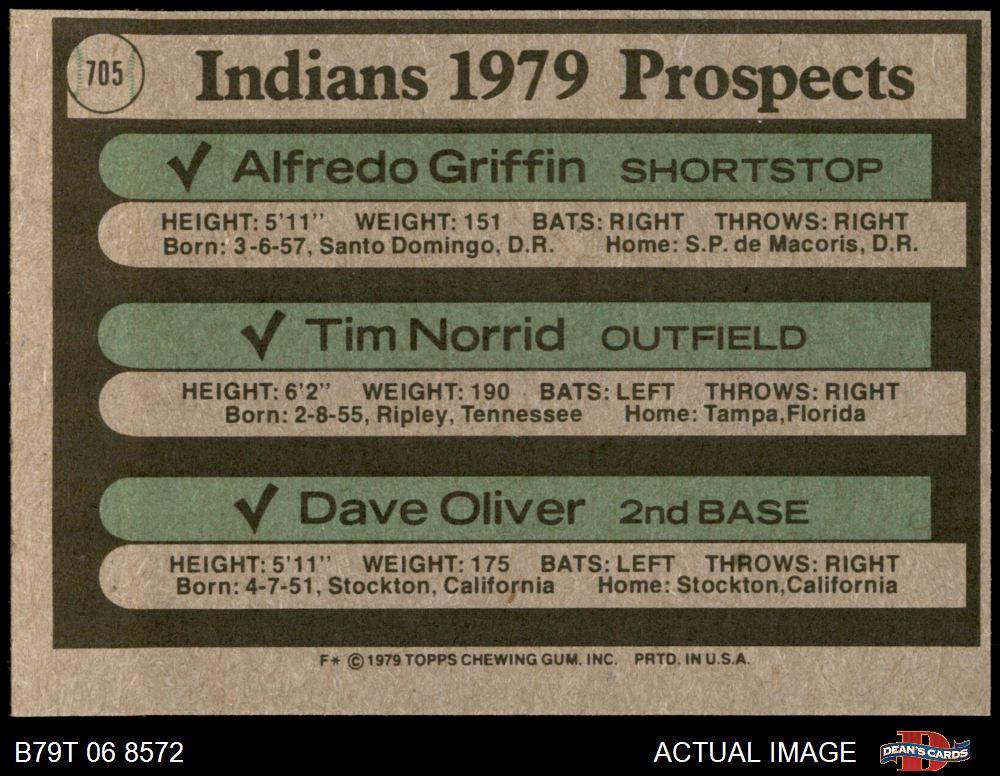 705 Indians 1979 Prospects
✓ Alfredo Griffin SHORTSTOP
HEIGHT: 5'11'' WEIGHT: 151 BATS: RIGHT THROWS: RIGHT
Born: 3-6-57, Santo Domingo, D.R. Home: S.P. de Macoris, D.R.
✓ Tim Norrid OUTFIELD
HEIGHT: 6'2'' WEIGHT: 190 BATS: LEFT THROWS: RIGHT
Born: 2-8-55, Ripley, Tennessee Home: Tampa,Florida
✓ Dave Oliver 2nd BASE
HEIGHT: 5'11'' WEIGHT: 175 BATS: LEFT THROWS: RIGHT
Born: 4-7-51, Stockton, California Home: Stockton,California
F* © 1979 TOPPS CHEWING GUM, INC. PRTD. IN U.S.A.
B79T 06 8572 ACTUAL IMAGE D DEAN'S CARDS